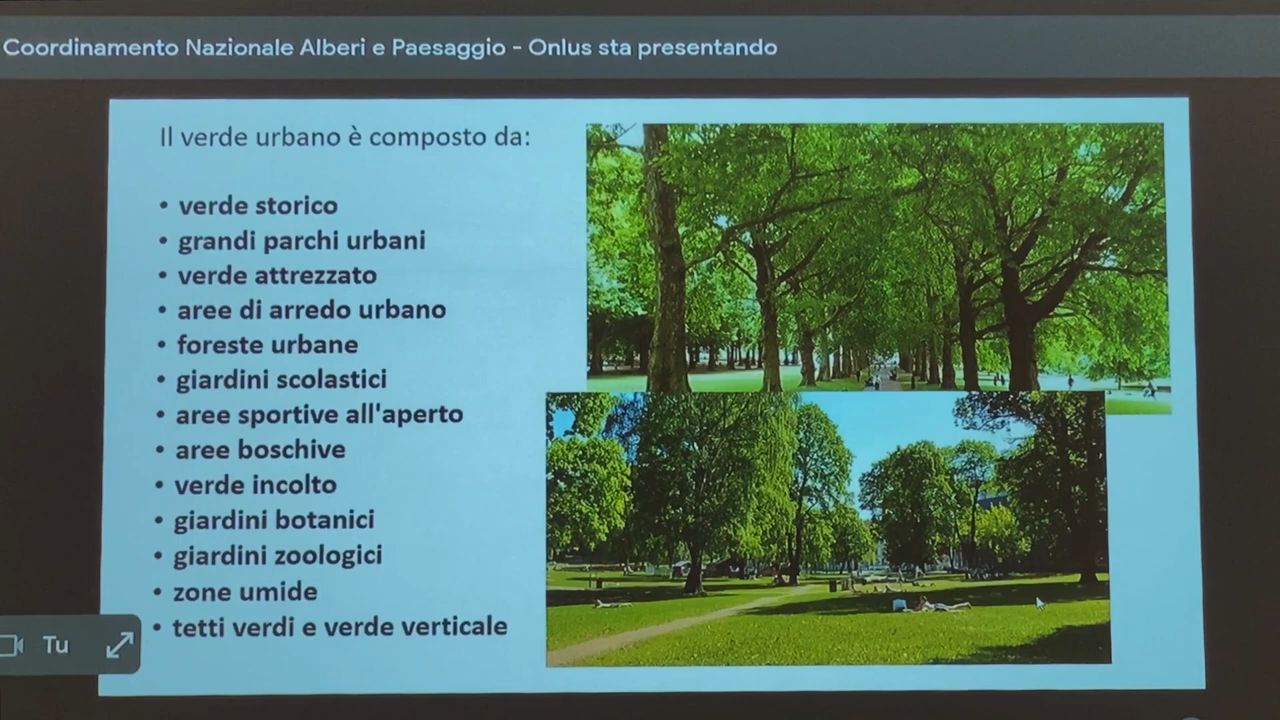 Coordinamento Nazionale Alberi e Paesaggio - Onlus sta presentando
Il verde urbano è composto da:
• verde storico
• grandi parchi urbani
• verde attrezzato
• aree di arredo urbano
• foreste urbane
• giardini scolastici
• aree sportive all'aperto
• aree boschive
• verde incolto
• giardini botanici
• giardini zoologici
• zone umide
• tetti verdi e verde verticale
Tu